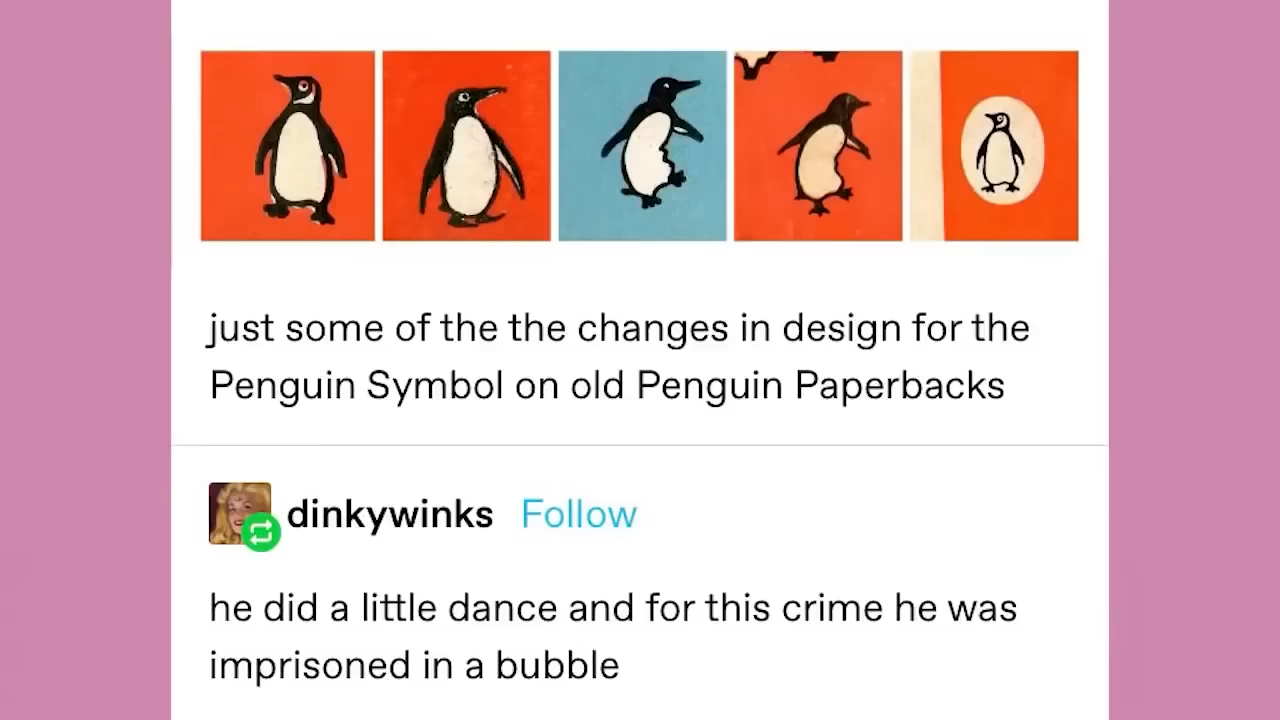 just some of the the changes in design for the
Penguin Symbol on old Penguin Paperbacks
dinkywinks Follow
he did a little dance and for this crime he was
imprisoned in a bubble